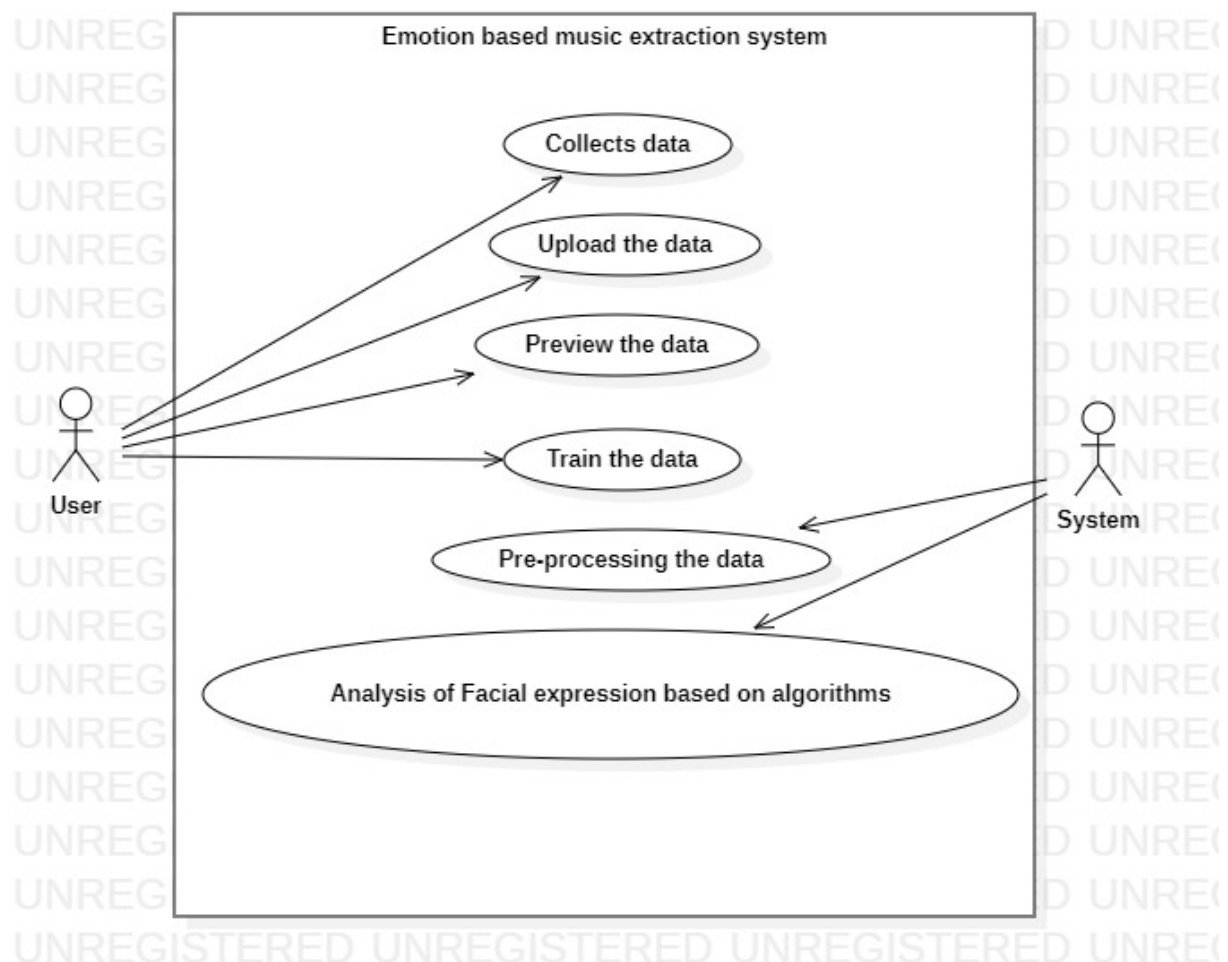 Emotion based music extraction system
Collects data
Upload the data
Preview the data
Train the data
User
System
Pre-processing the data
Analysis of Facial expression based on algorithms
UNREGISTERED UNREGISTERED UNREGISTERED UNREG